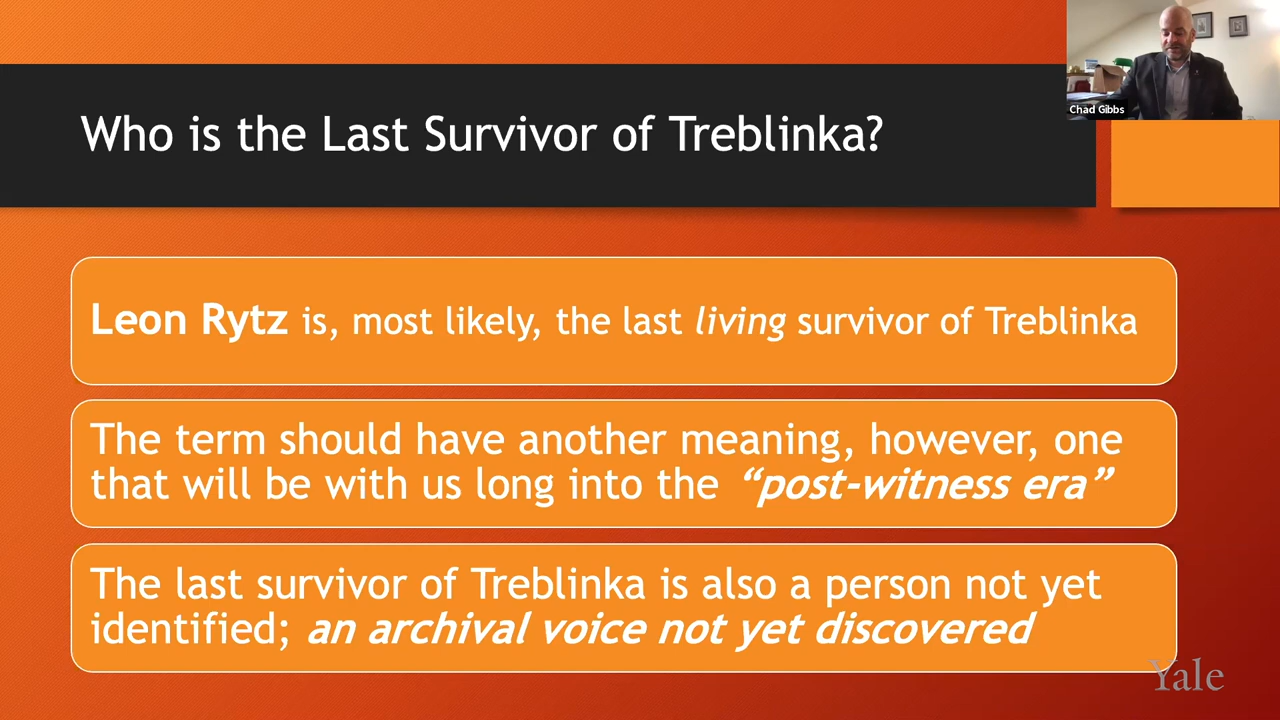 Chad Gibbs
Who is the Last Survivor of Treblinka?
Leon Rytz is, most likely, the last living survivor of Treblinka
The term should have another meaning, however, one
that will be with us long into the “post-witness era”
The last survivor of Treblinka is also a person not yet
identified; an archival voice not yet discovered
Yale